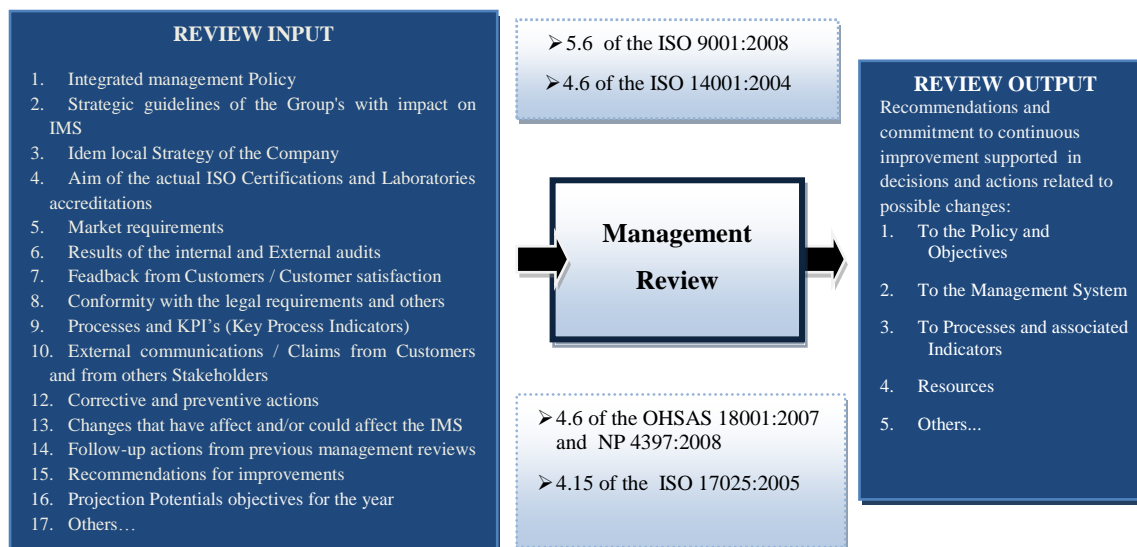 REVIEW INPUT
1. Integrated management Policy
2. Strategic guidelines of the Group's with impact on
IMS
3. Idem local Strategy of the Company
4. Aim of the actual ISO Certifications and Laboratories
accreditations
5. Market requirements
6. Results of the internal and External audits
7. Feadback from Customers / Customer satisfaction
8. Conformity with the legal requirements and others
9. Processes and KPI's (Key Process Indicators)
10. External communications / Claims from Customers
and from others Stakeholders
12. Corrective and preventive actions
13. Changes that have affect and/or could affect the IMS
14. Follow-up actions from previous management reviews
15. Recommendations for improvements
16. Projection Potentials objectives for the year
17. Others…
➢5.6 of the ISO 9001:2008
➢4.6 of the ISO 14001:2004
Management
Review
➢4.6 of the OHSAS 18001:2007
and NP 4397:2008
➢4.15 of the ISO 17025:2005
REVIEW OUTPUT
Recommendations and
commitment to continuous
improvement supported in
decisions and actions related to
possible changes:
1. To the Policy and
Objectives
2. To the Management System
3. To Processes and associated
Indicators
4. Resources
5. Others...